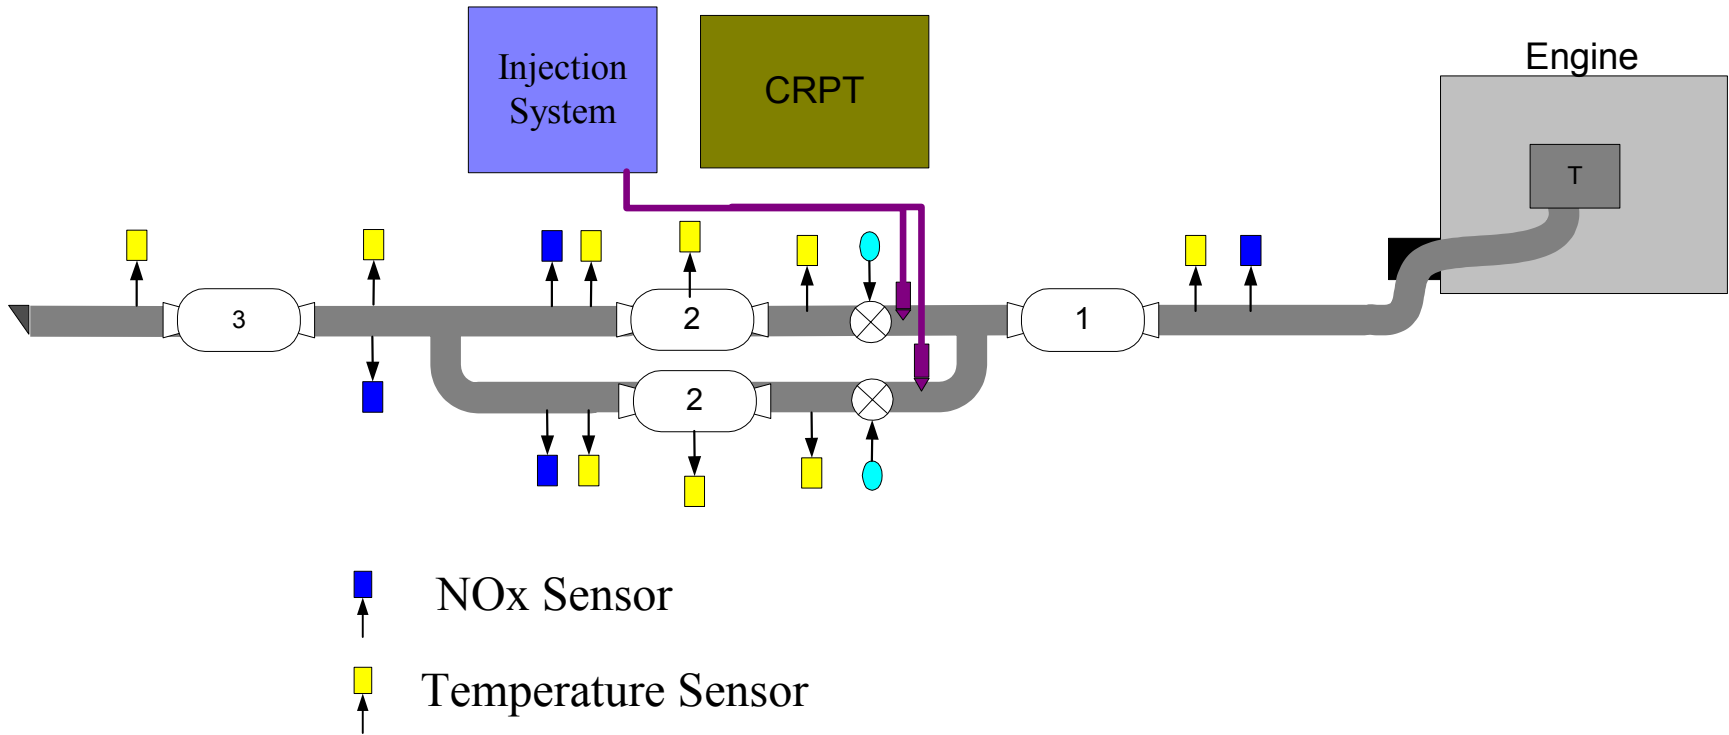 Engine
Injection
System
CRPT
T
3
2
1
2
NOx Sensor
Temperature Sensor